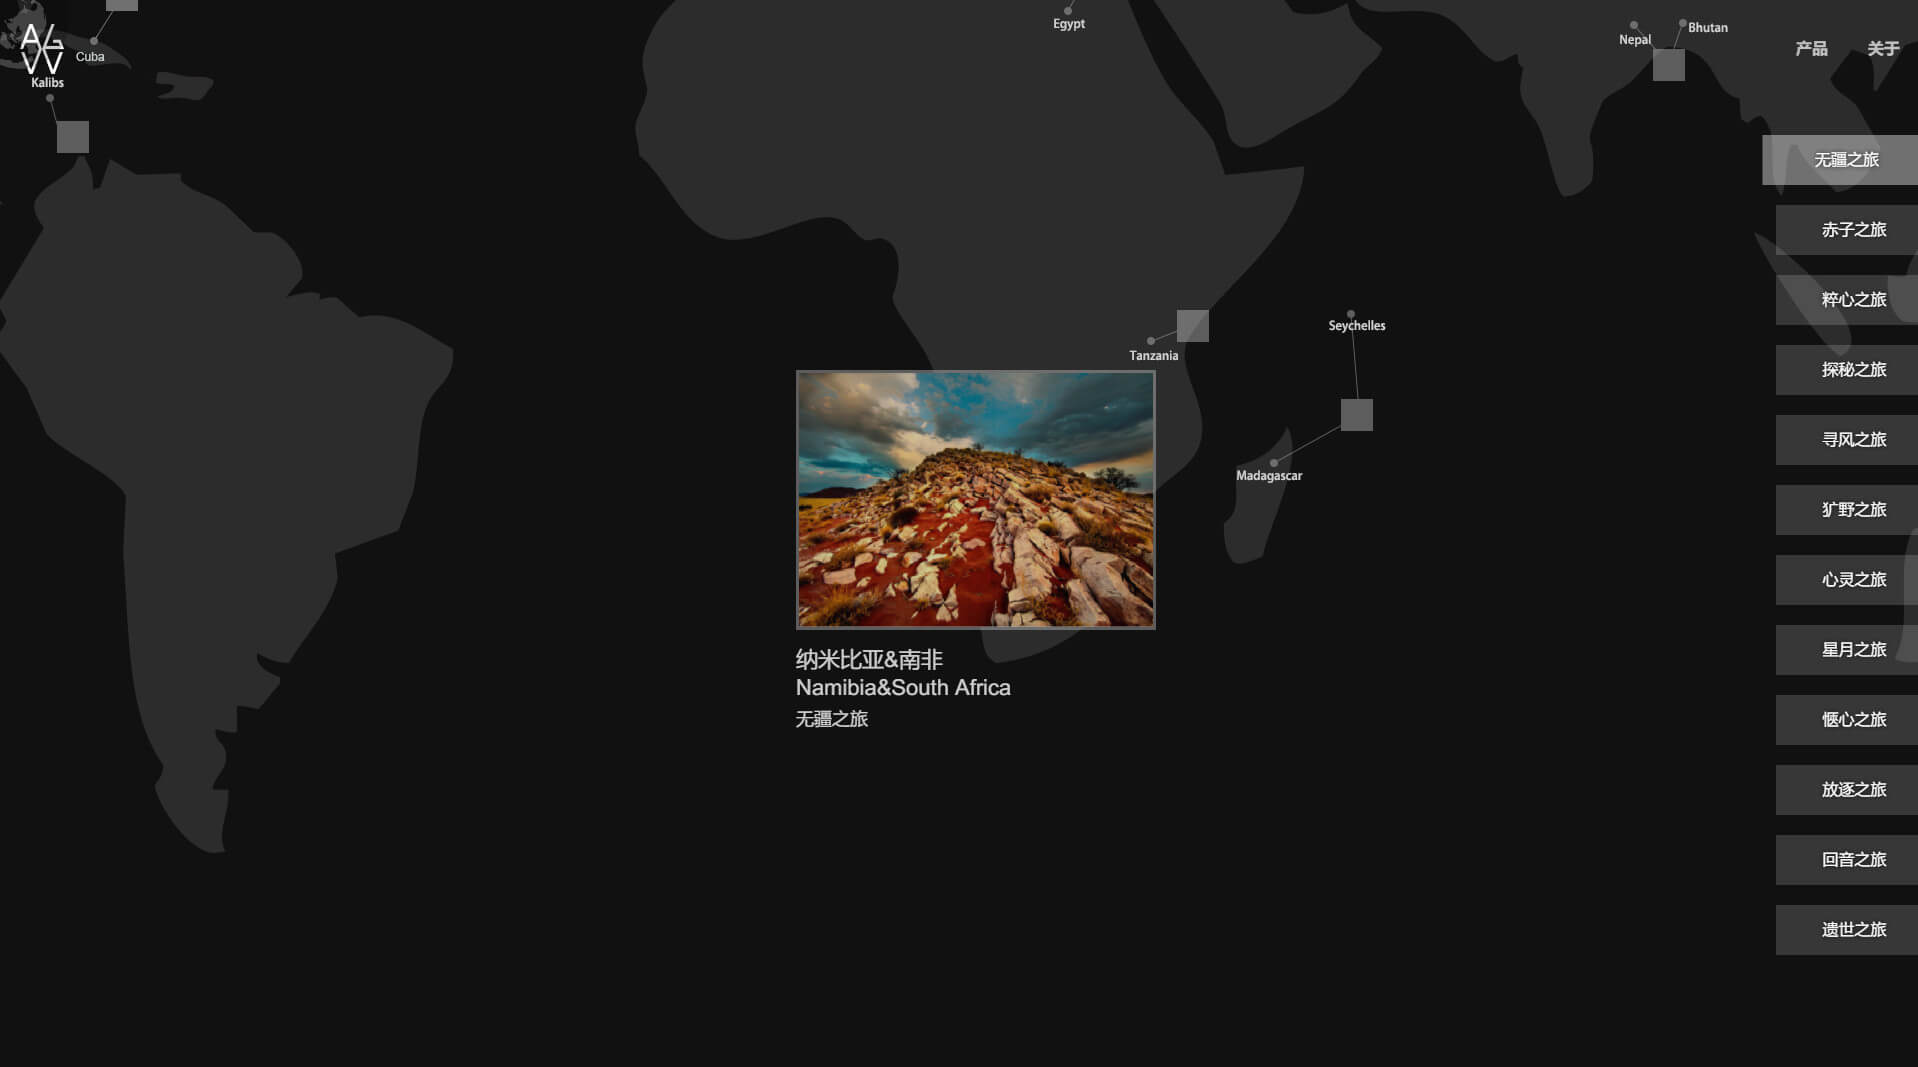 Egypt
Bhutan
Nepal
产品
关于
AGW
Cuba
Kalibs
无疆之旅
赤子之旅
粹心之旅
探秘之旅
寻风之旅
犷野之旅
心灵之旅
星月之旅
惬心之旅
放逐之旅
回音之旅
遗世之旅
Seychelles
Tanzania
Madagascar
纳米比亚&南非
Namibia&South Africa
无疆之旅